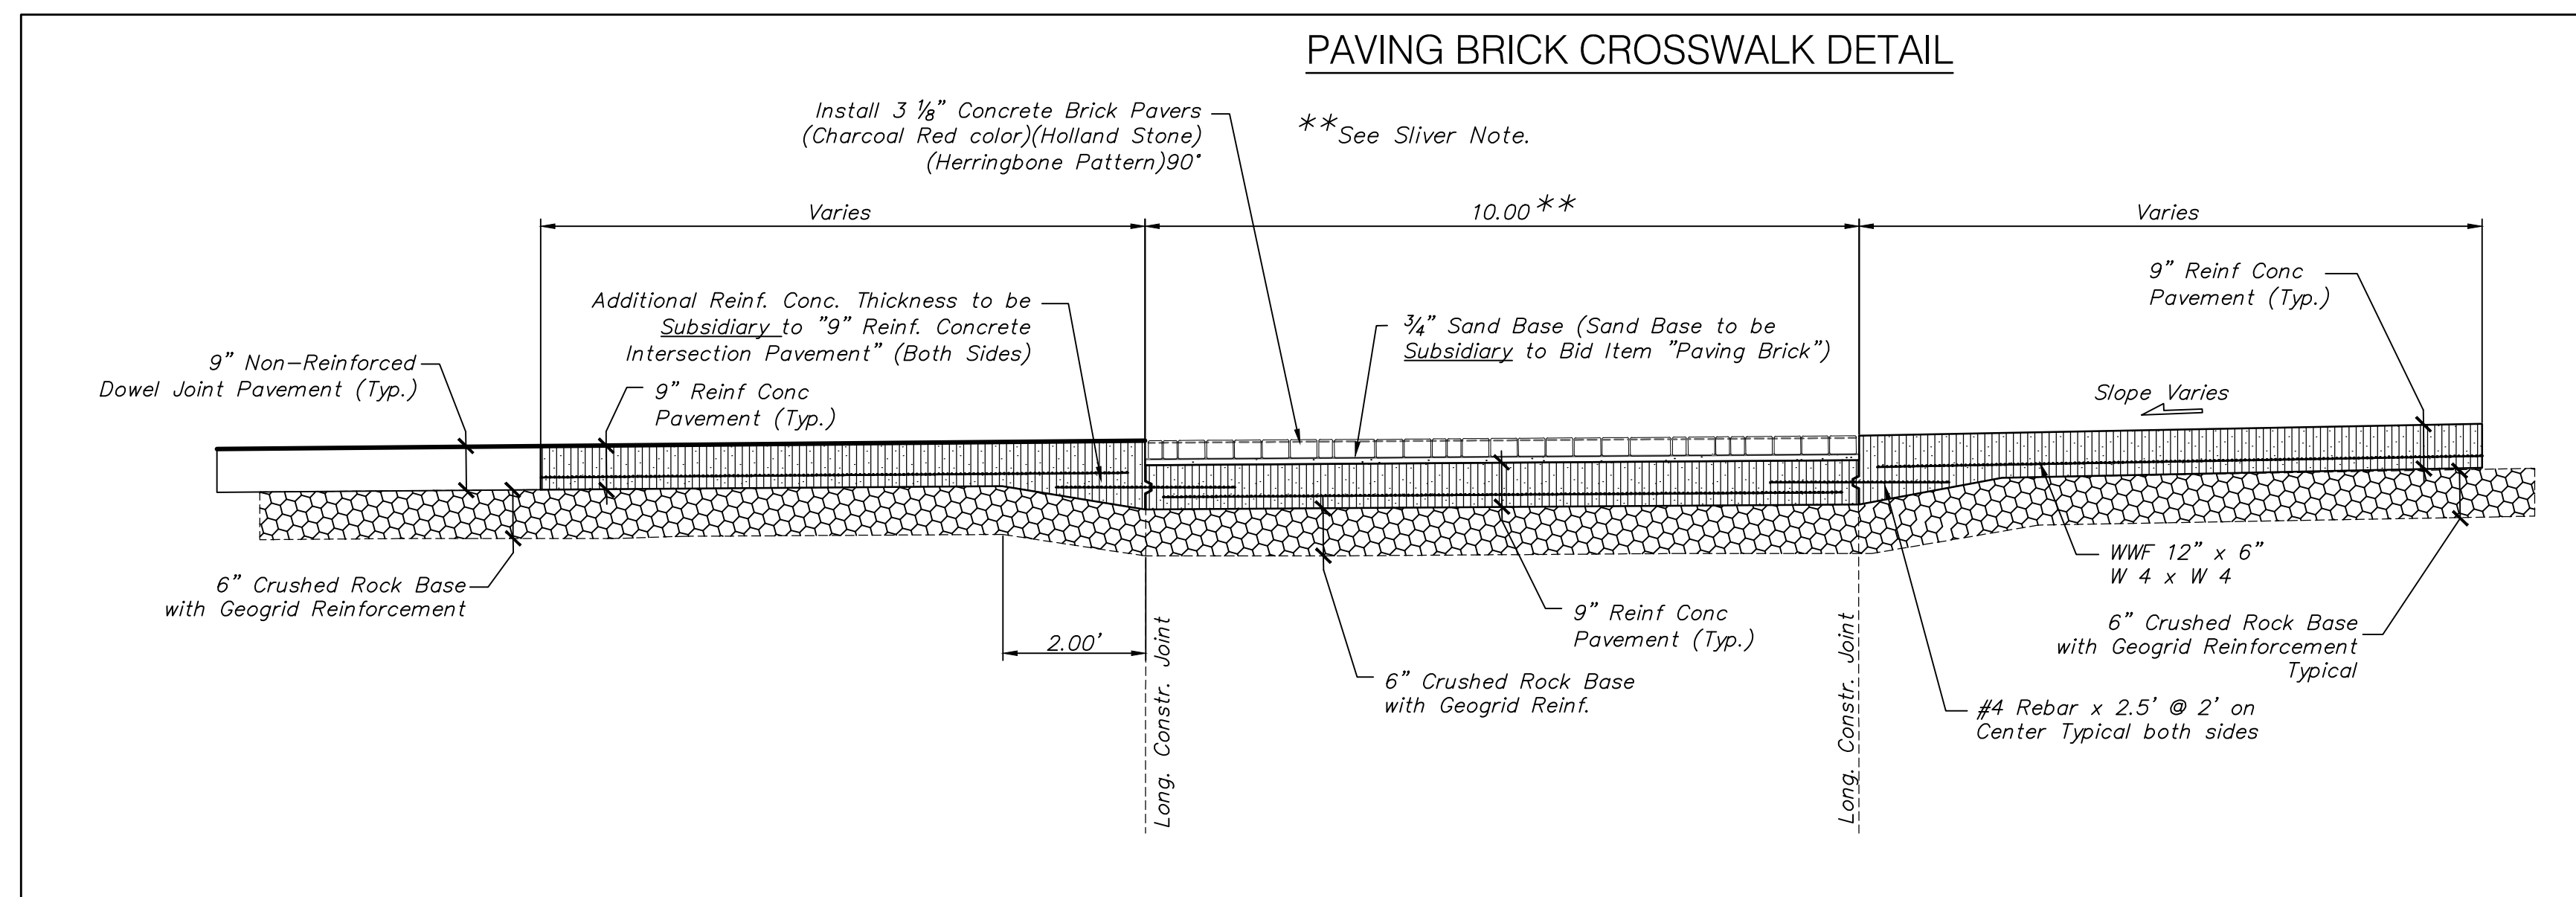 PAVING BRICK CROSSWALK DETAIL
Install 3 ⅛" Concrete Brick Pavers
(Charcoal Red color)(Holland Stone)
(Herringbone Pattern)90°
**See Sliver Note.
Varies
10.00**
Varies
Additional Reinf. Conc. Thickness to be
Subsidiary to "9" Reinf. Concrete
Intersection Pavement" (Both Sides)
¾" Sand Base (Sand Base to be
Subsidiary to Bid Item "Paving Brick")
9" Reinf Conc
Pavement (Typ.)
9" Non-Reinforced
Dowel Joint Pavement (Typ.)
9" Reinf Conc
Pavement (Typ.)
Slope Varies
6" Crushed Rock Base
with Geogrid Reinforcement
2.00'
Long. Constr. Joint
9" Reinf Conc
Pavement (Typ.)
6" Crushed Rock Base
with Geogrid Reinf.
Long. Constr. Joint
WWF 12" x 6"
W 4 x W 4
6" Crushed Rock Base
with Geogrid Reinforcement
Typical
#4 Rebar x 2.5' @ 2' on
Center Typical both sides